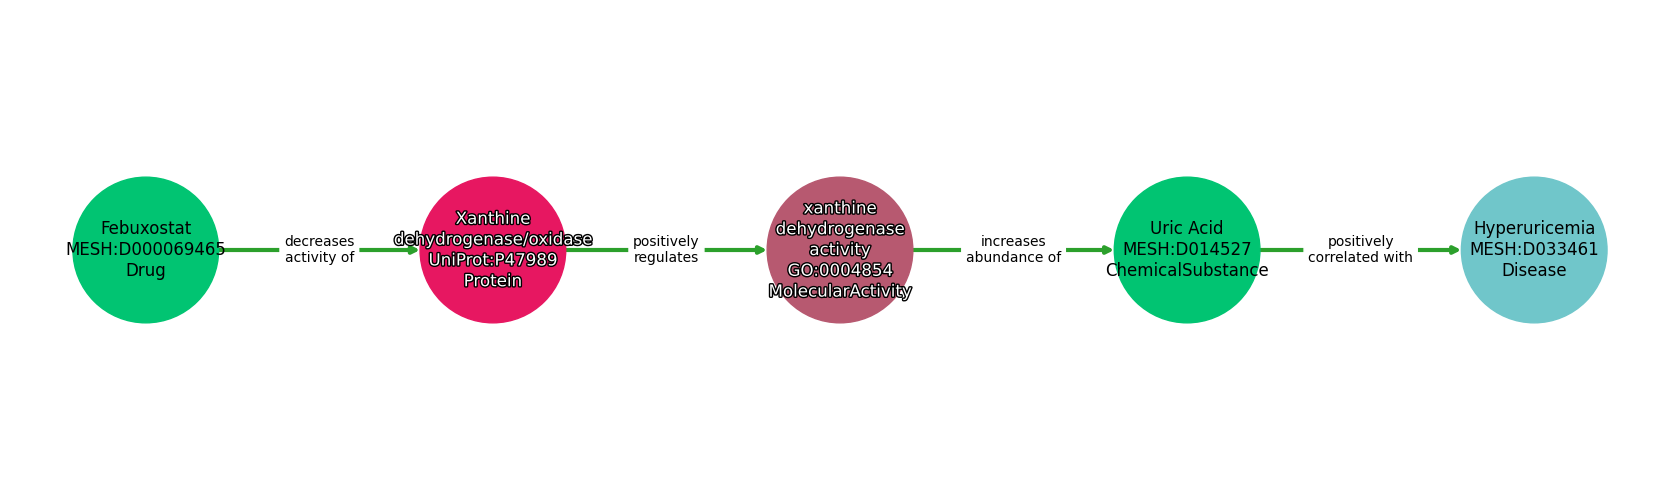 Febuxostat
MESH:D000069465
Drug
decreases
activity of
Xanthine
dehydrogenase/oxidase
UniProt:P47989
Protein
positively
regulates
xanthine
dehydrogenase
activity
GO:0004854
MolecularActivity
increases
abundance of
Uric Acid
MESH:D014527
ChemicalSubstance
positively
correlated with
Hyperuricemia
MESH:D033461
Disease